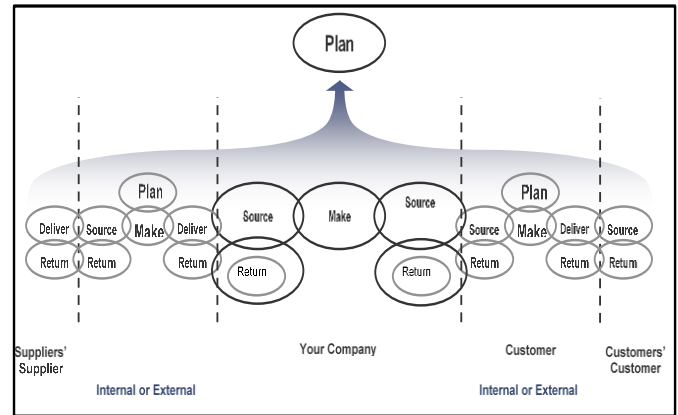 Plan
Plan
Plan
Source
Make
Source
Deliver
Source
Make
Deliver
Source
Make
Deliver
Source
Return
Return
Return
Return
Return
Return
Return
Return
Suppliers'
Supplier
Your Company
Customer
Customers'
Customer
Internal or External
Internal or External